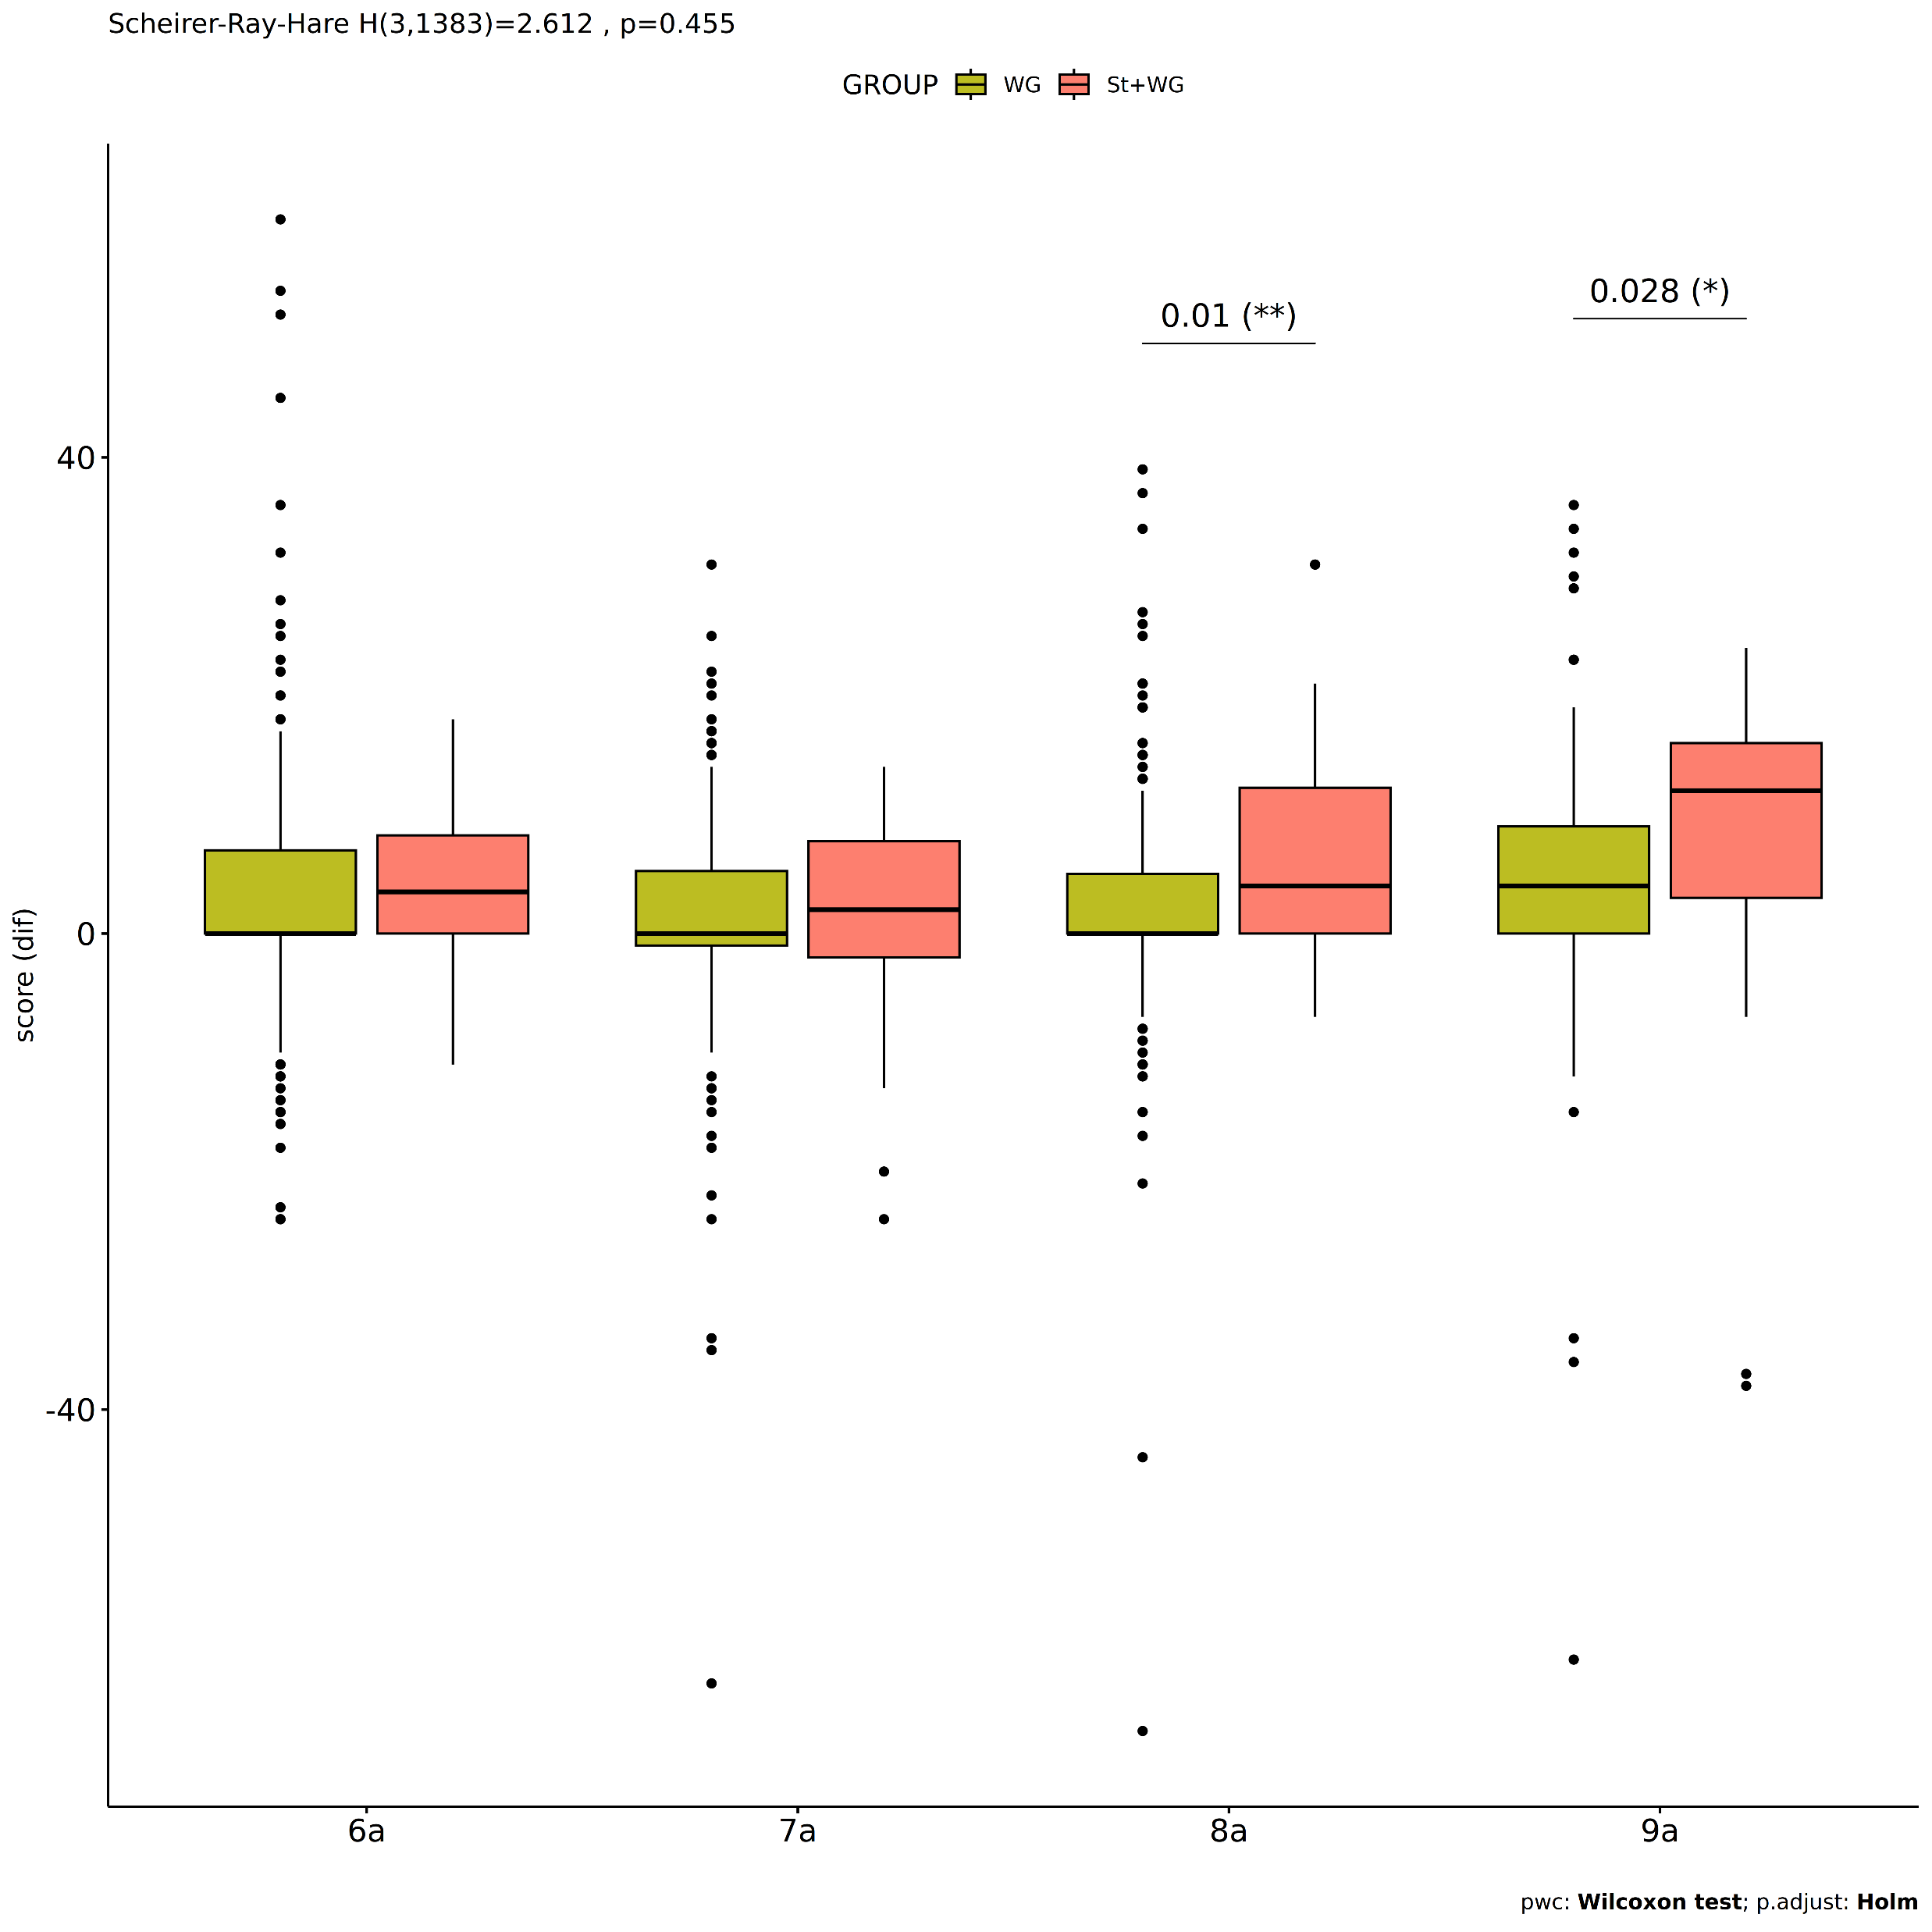 Scheirer-Ray-Hare H(3,1383)=2.612 , p=0.455
GROUP WG St+WG
0.028 (*)
0.01 (**)
40
0
-40
score (dif)
6a 7a 8a 9a
pwc: Wilcoxon test; p.adjust: Holm